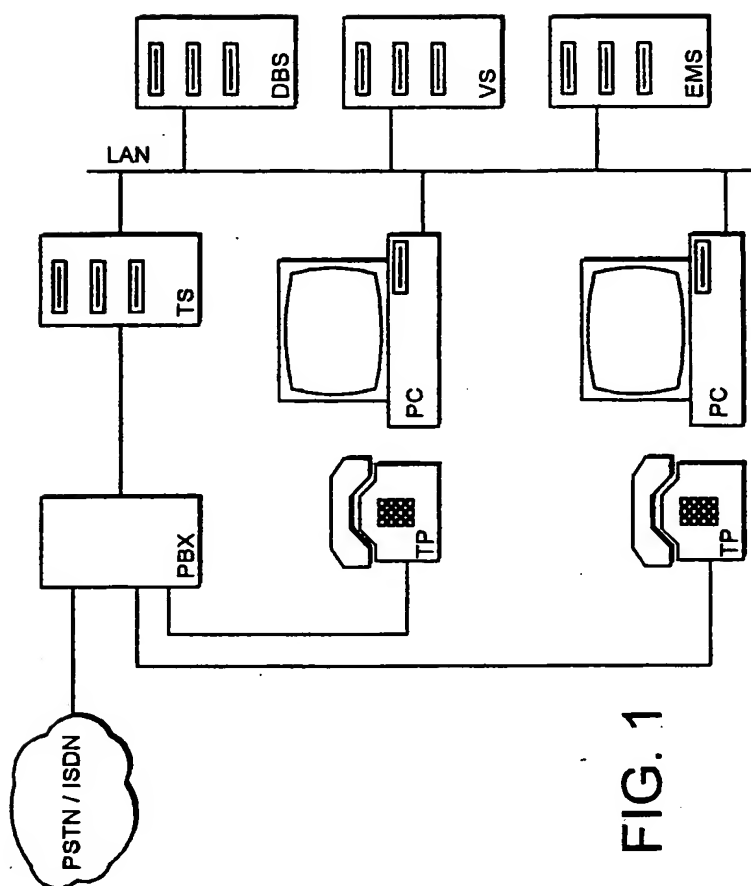 PSTN / ISDN
PBX
TS
LAN
DBS
VS
EMS
TP
PC
TP
PC
FIG. 1